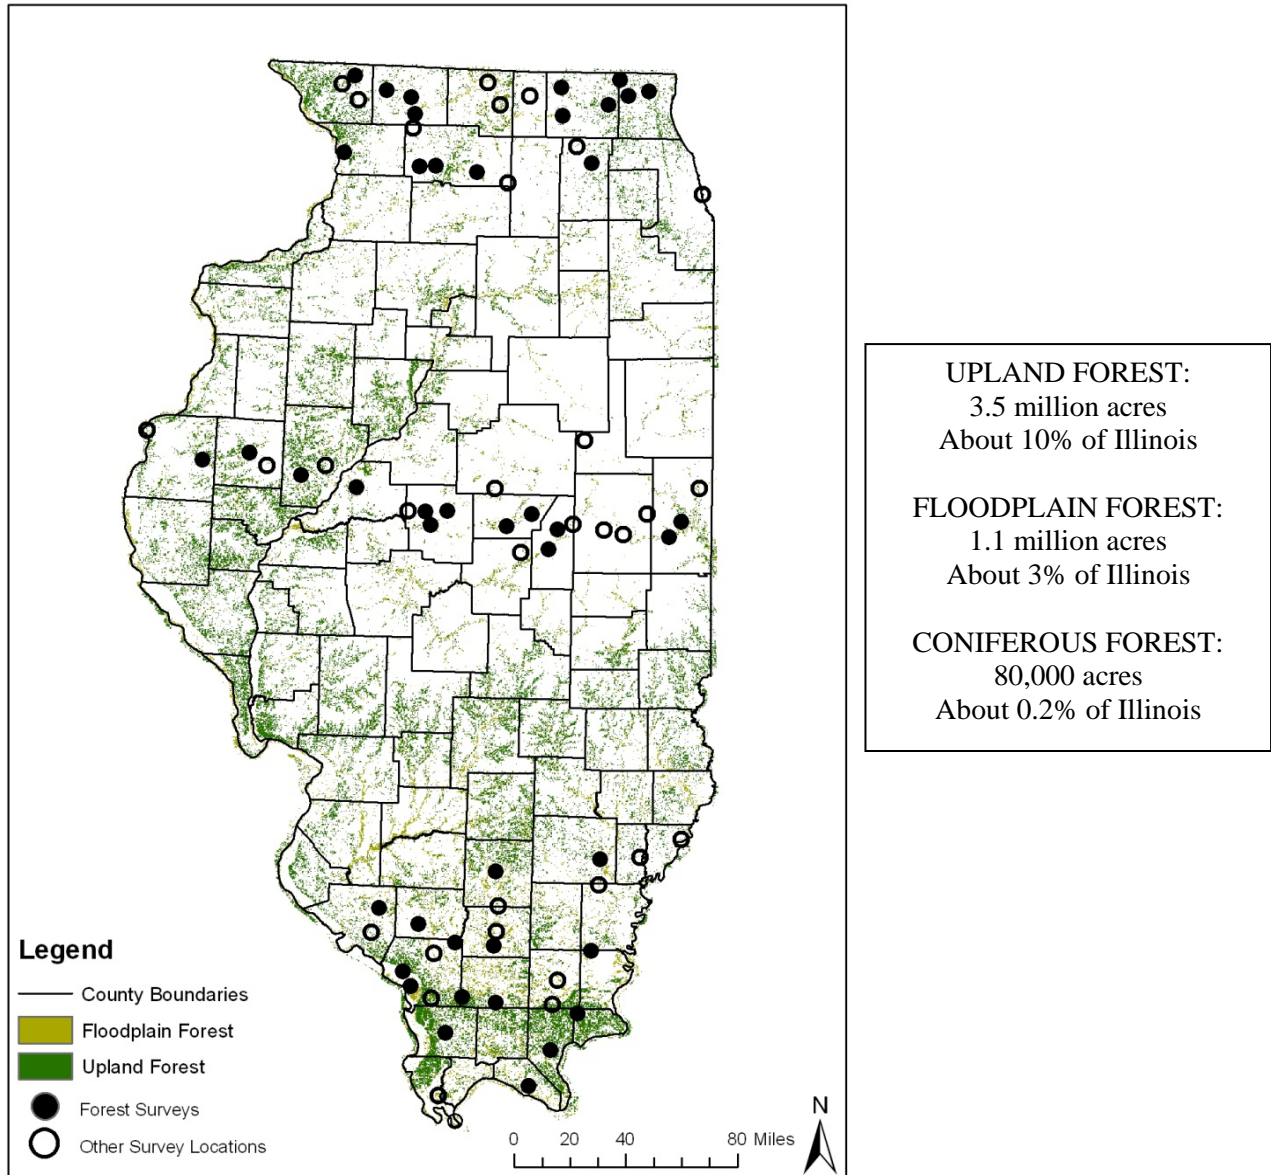 UPLAND FOREST:
3.5 million acres
About 10% of Illinois
FLOODPLAIN FOREST:
1.1 million acres
About 3% of Illinois
CONIFEROUS FOREST:
80,000 acres
About 0.2% of Illinois
Legend
County Boundaries
Floodplain Forest
Upland Forest
Forest Surveys
Other Survey Locations
0 20 40 80 Miles
N